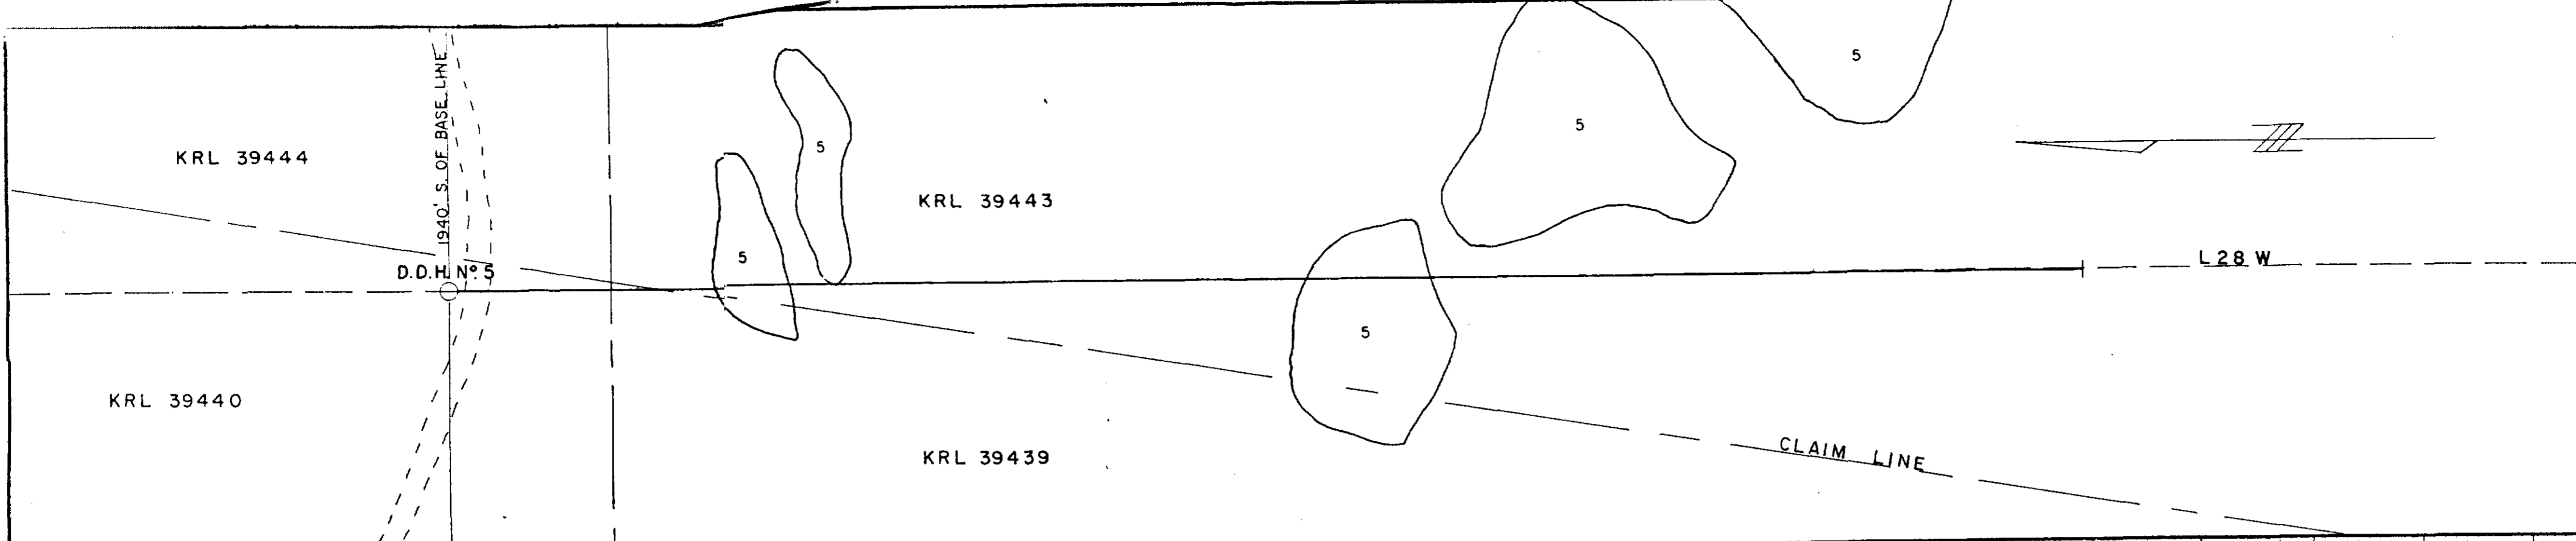 KRL 39444
1940' S. OF BASE LINE
5
5
KRL 39443
5
5
D.D.H. Nº. 5
L 28 W
5
KRL 39440
KRL 39439
CLAIM LINE